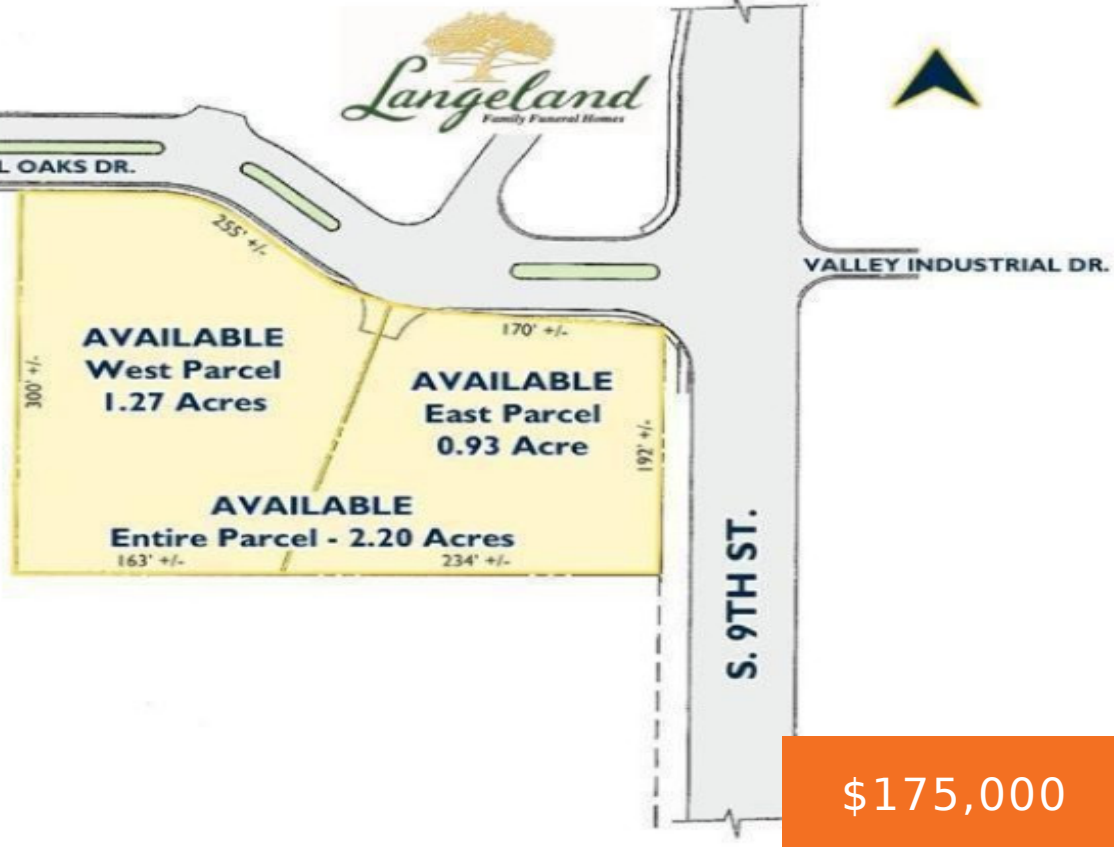 Langeland
Family Funeral Homes
L OAKS DR.
255' +/-
VALLEY INDUSTRIAL DR.
170' +/-
AVAILABLE
West Parcel
1.27 Acres
300' +/-
AVAILABLE
East Parcel
0.93 Acre
192' +/-
AVAILABLE
Entire Parcel - 2.20 Acres
163' +/-
234' +/-
S. 9TH ST.
$175,000